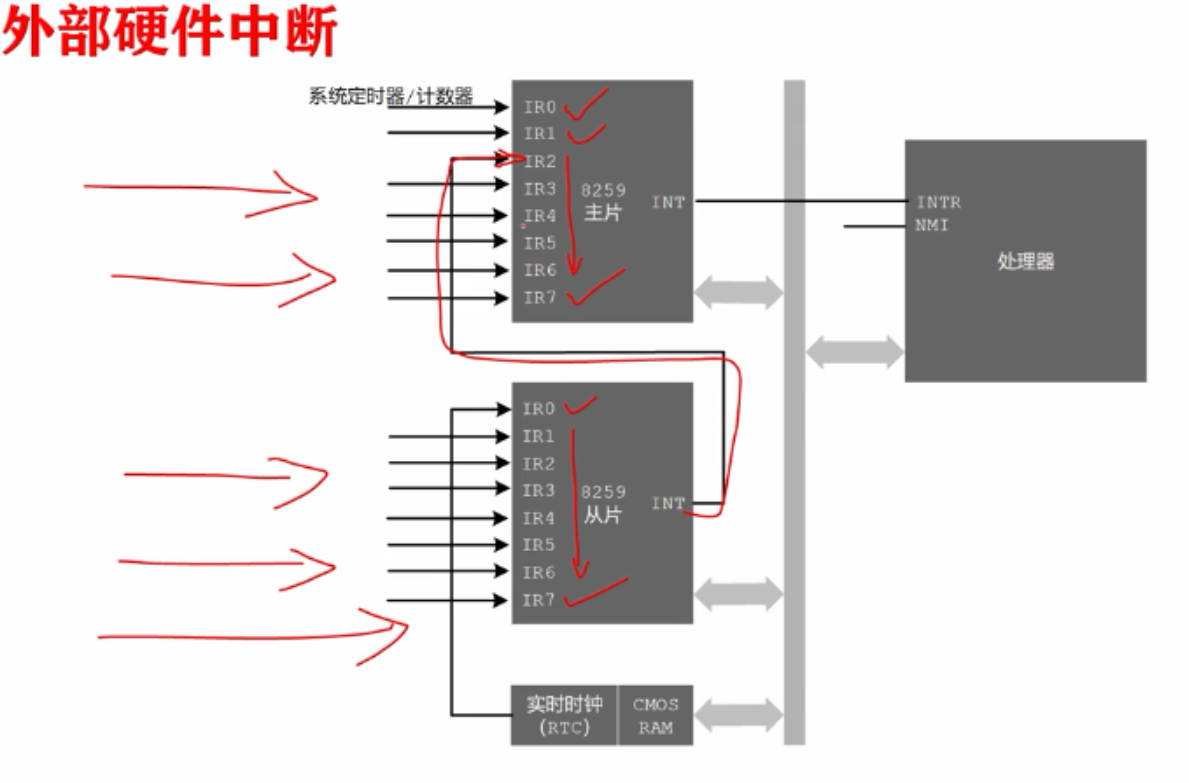 外部硬件中断
系统定时器/计数器
IR0
IR1
IR2
IR3
IR4
IR5
IR6
IR7
8259
主片
INT
INTR
NMI
处理器
IR0
IR1
IR2
IR3
IR4
IR5
IR6
IR7
8259
从片
INT
实时时钟
(RTC)
CMOS
RAM